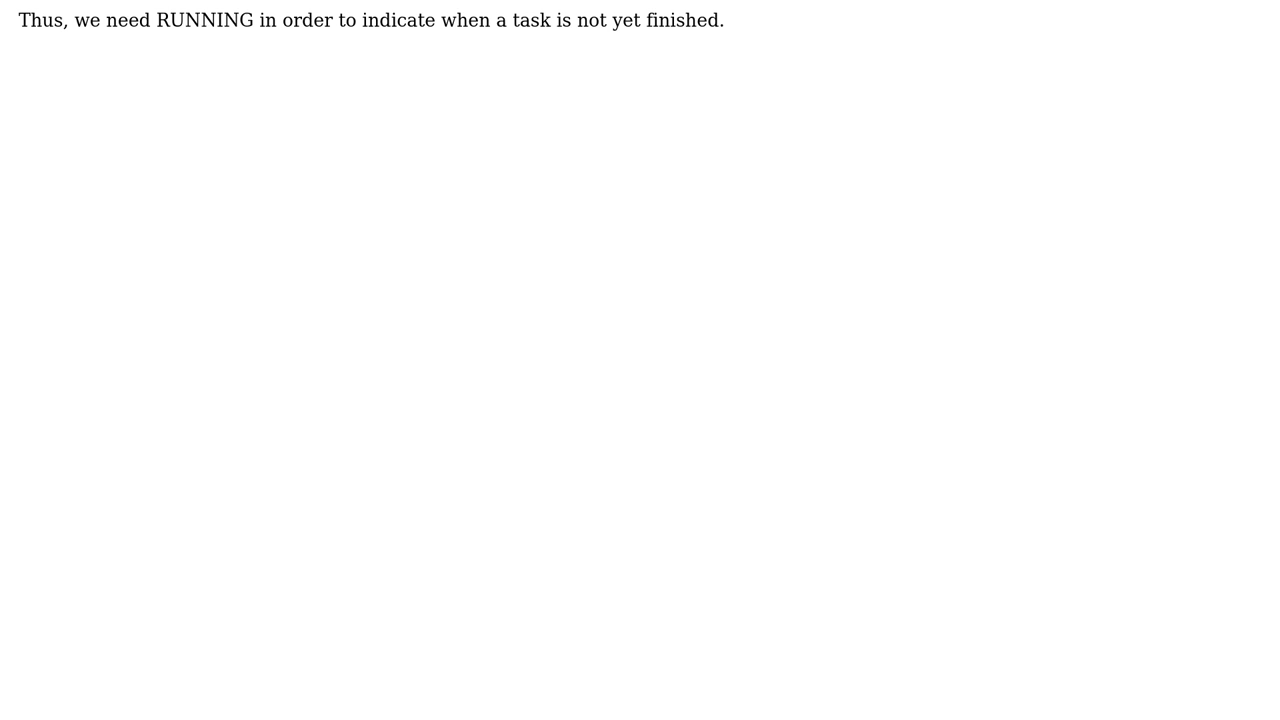 Thus, we need RUNNING in order to indicate when a task is not yet finished.